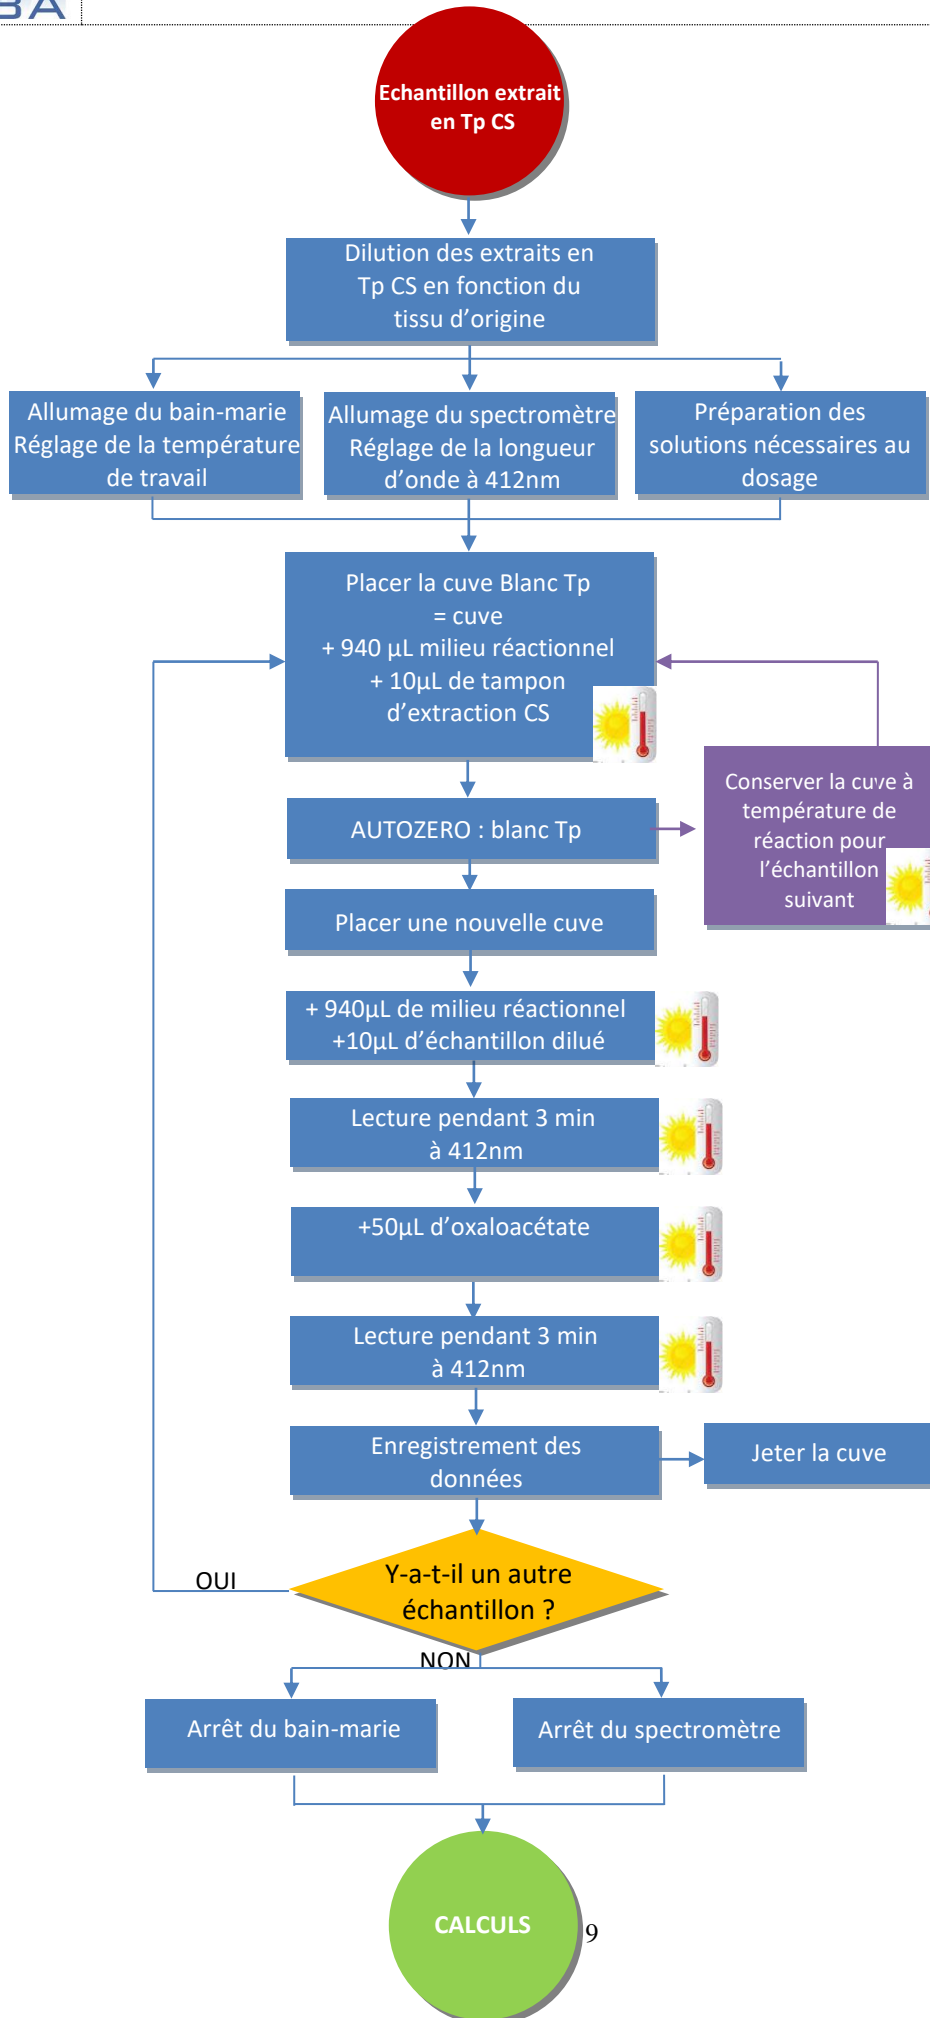 BA
Echantillon extrait
en Tp CS
Dilution des extraits en
Tp CS en fonction du
tissu d’origine
Allumage du bain-marie
Réglage de la température
de travail
Allumage du spectromètre
Réglage de la longueur
d’onde à 412nm
Préparation des
solutions nécessaires au
dosage
Placer la cuve Blanc Tp
= cuve
+ 940 µL milieu réactionnel
+ 10µL de tampon
d’extraction CS
Conserver la cuve à
température de
réaction pour
l’échantillon
suivant
AUTOZERO : blanc Tp
Placer une nouvelle cuve
+ 940µL de milieu réactionnel
+10µL d’échantillon dilué
Lecture pendant 3 min
à 412nm
+50µL d’oxaloacétate
Lecture pendant 3 min
à 412nm
Enregistrement des
données
Jeter la cuve
Y-a-t-il un autre
échantillon ?
OUI
NON
Arrêt du bain-marie
Arrêt du spectromètre
CALCULS
9